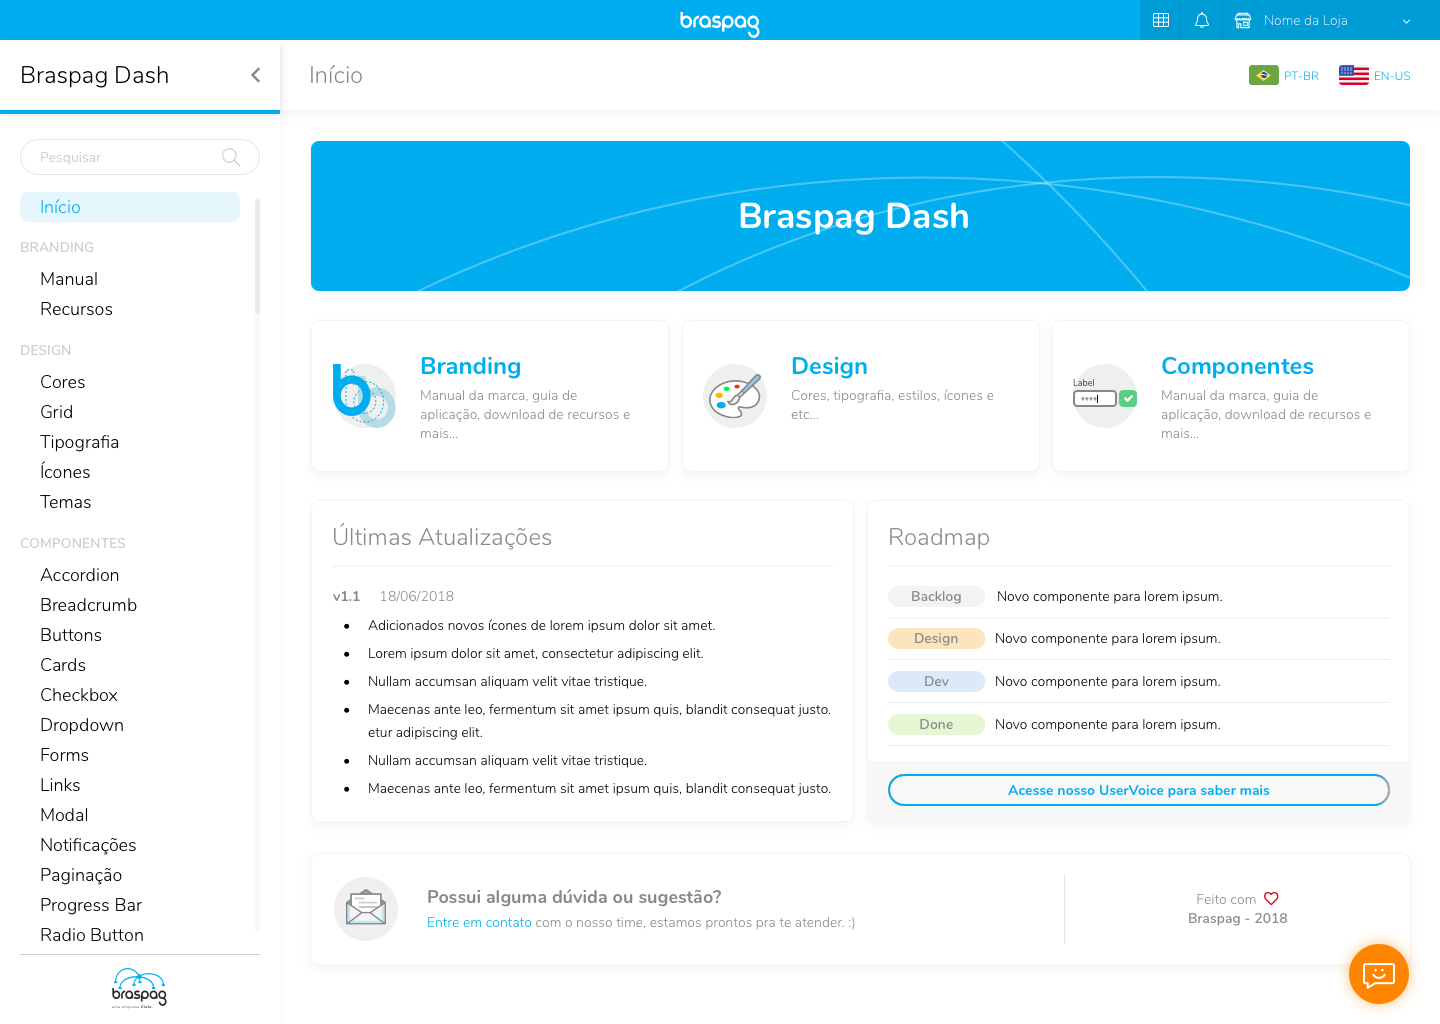 braspag
Nome da Loja
Braspag Dash
Início
PT-BR
EN-US
Pesquisar
Início
BRANDING
Manual
Recursos
DESIGN
Cores
Grid
Tipografia
Ícones
Temas
COMPONENTES
Accordion
Breadcrumb
Buttons
Cards
Checkbox
Dropdown
Forms
Links
Modal
Notificações
Paginação
Progress Bar
Radio Button
braspag
uma empresa Cielo.
Braspag Dash
Branding
Manual da marca, guia de
aplicação, download de recursos e
mais...
Design
Cores, tipografia, estilos, ícones e
etc...
Label
****
Componentes
Manual da marca, guia de
aplicação, download de recursos e
mais...
Últimas Atualizações
v1.1 18/06/2018
• Adicionados novos ícones de lorem ipsum dolor sit amet.
• Lorem ipsum dolor sit amet, consectetur adipiscing elit.
• Nullam accumsan aliquam velit vitae tristique.
• Maecenas ante leo, fermentum sit amet ipsum quis, blandit consequat justo.
etur adipiscing elit.
• Nullam accumsan aliquam velit vitae tristique.
• Maecenas ante leo, fermentum sit amet ipsum quis, blandit consequat justo.
Roadmap
Backlog Novo componente para lorem ipsum.
Design Novo componente para lorem ipsum.
Dev Novo componente para lorem ipsum.
Done Novo componente para lorem ipsum.
Acesse nosso UserVoice para saber mais
Possui alguma dúvida ou sugestão?
Entre em contato com o nosso time, estamos prontos pra te atender. :)
Feito com
Braspag - 2018